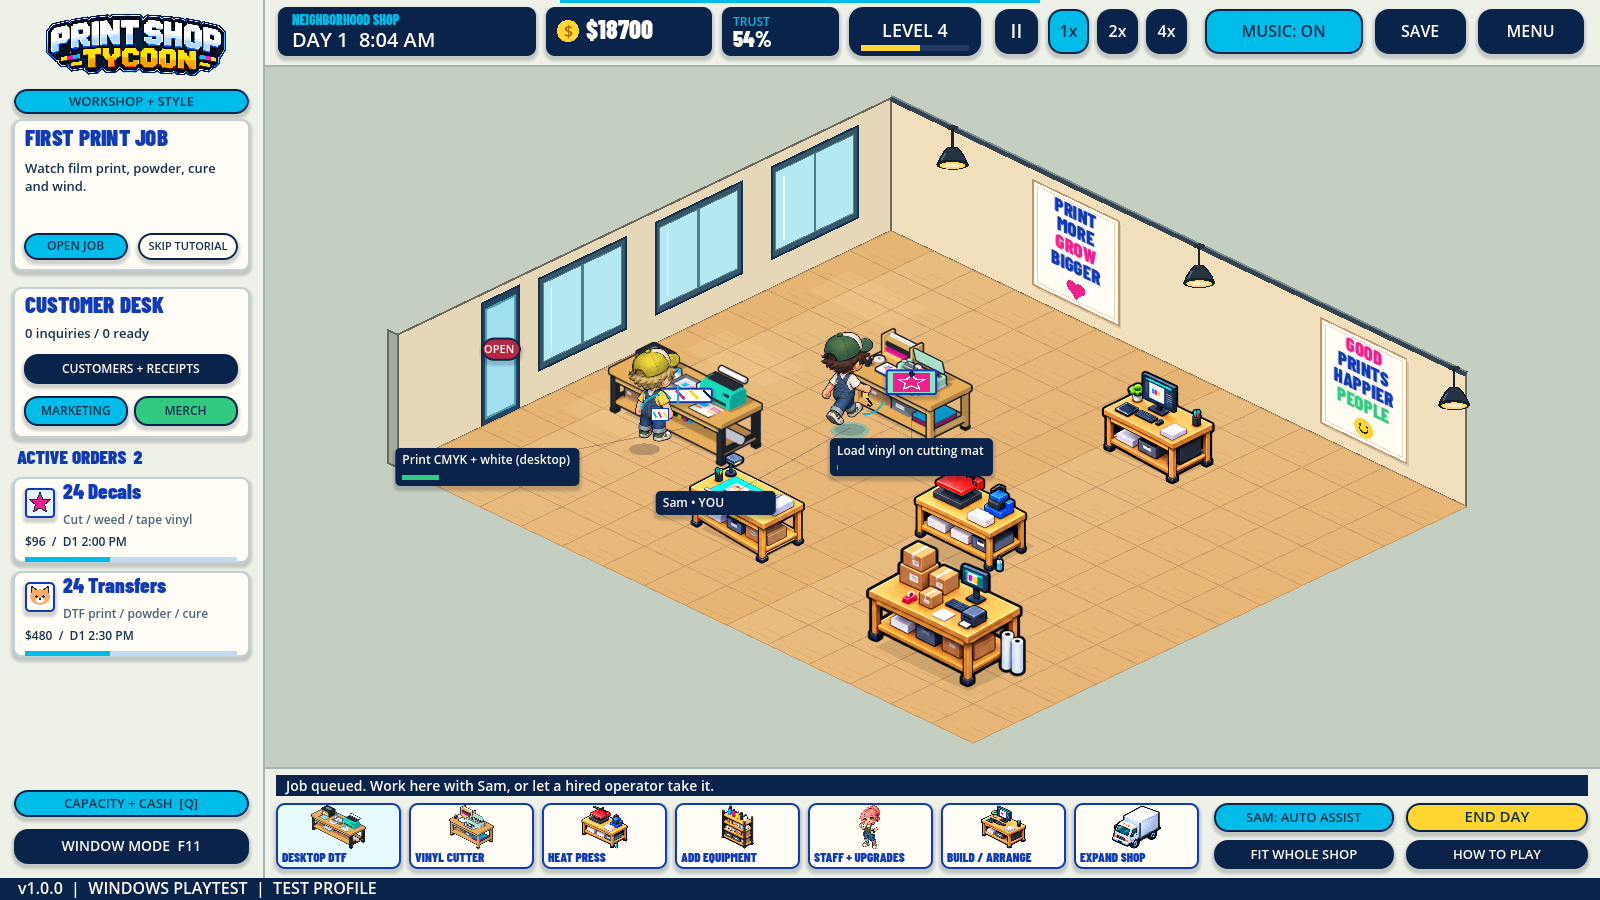 PRINT SHOP
TYCOON
WORKSHOP + STYLE
FIRST PRINT JOB
Watch film print, powder, cure
and wind.
OPEN JOB
SKIP TUTORIAL
CUSTOMER DESK
0 inquiries / 0 ready
CUSTOMERS + RECEIPTS
MARKETING
MERCH
ACTIVE ORDERS 2
24 Decals
Cut / weed / tape vinyl
$96 / D1 2:00 PM
24 Transfers
DTF print / powder / cure
$480 / D1 2:30 PM
CAPACITY + CASH [Q]
WINDOW MODE F11
NEIGHBORHOOD SHOP
DAY 1 8:04 AM
$ $18700
TRUST
54%
LEVEL 4
II
1x
2x
4x
MUSIC: ON
SAVE
MENU
PRINT
MORE
GROW
BIGGER
GOOD
PRINTS
HAPPIER
PEOPLE
OPEN
Print CMYK + white (desktop)
Load vinyl on cutting mat
Sam • YOU
Job queued. Work here with Sam, or let a hired operator take it.
DESKTOP DTF
VINYL CUTTER
HEAT PRESS
ADD EQUIPMENT
STAFF + UPGRADES
BUILD / ARRANGE
EXPAND SHOP
SAM: AUTO ASSIST
END DAY
FIT WHOLE SHOP
HOW TO PLAY
v1.0.0 | WINDOWS PLAYTEST | TEST PROFILE